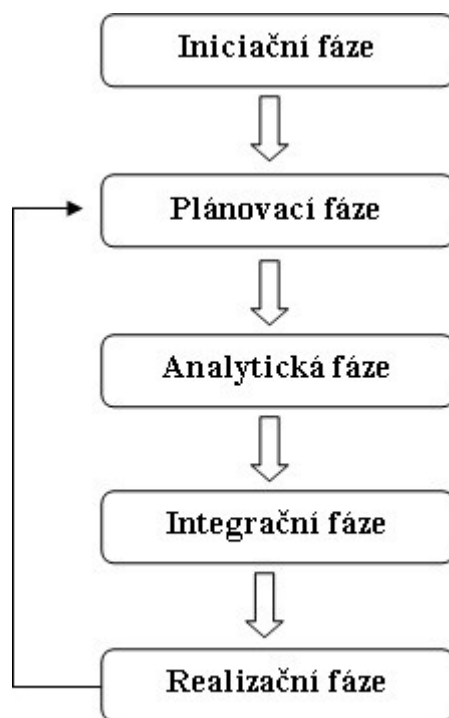 Iniciační fáze
Plánovací fáze
Analytická fáze
Integrační fáze
Realizační fáze